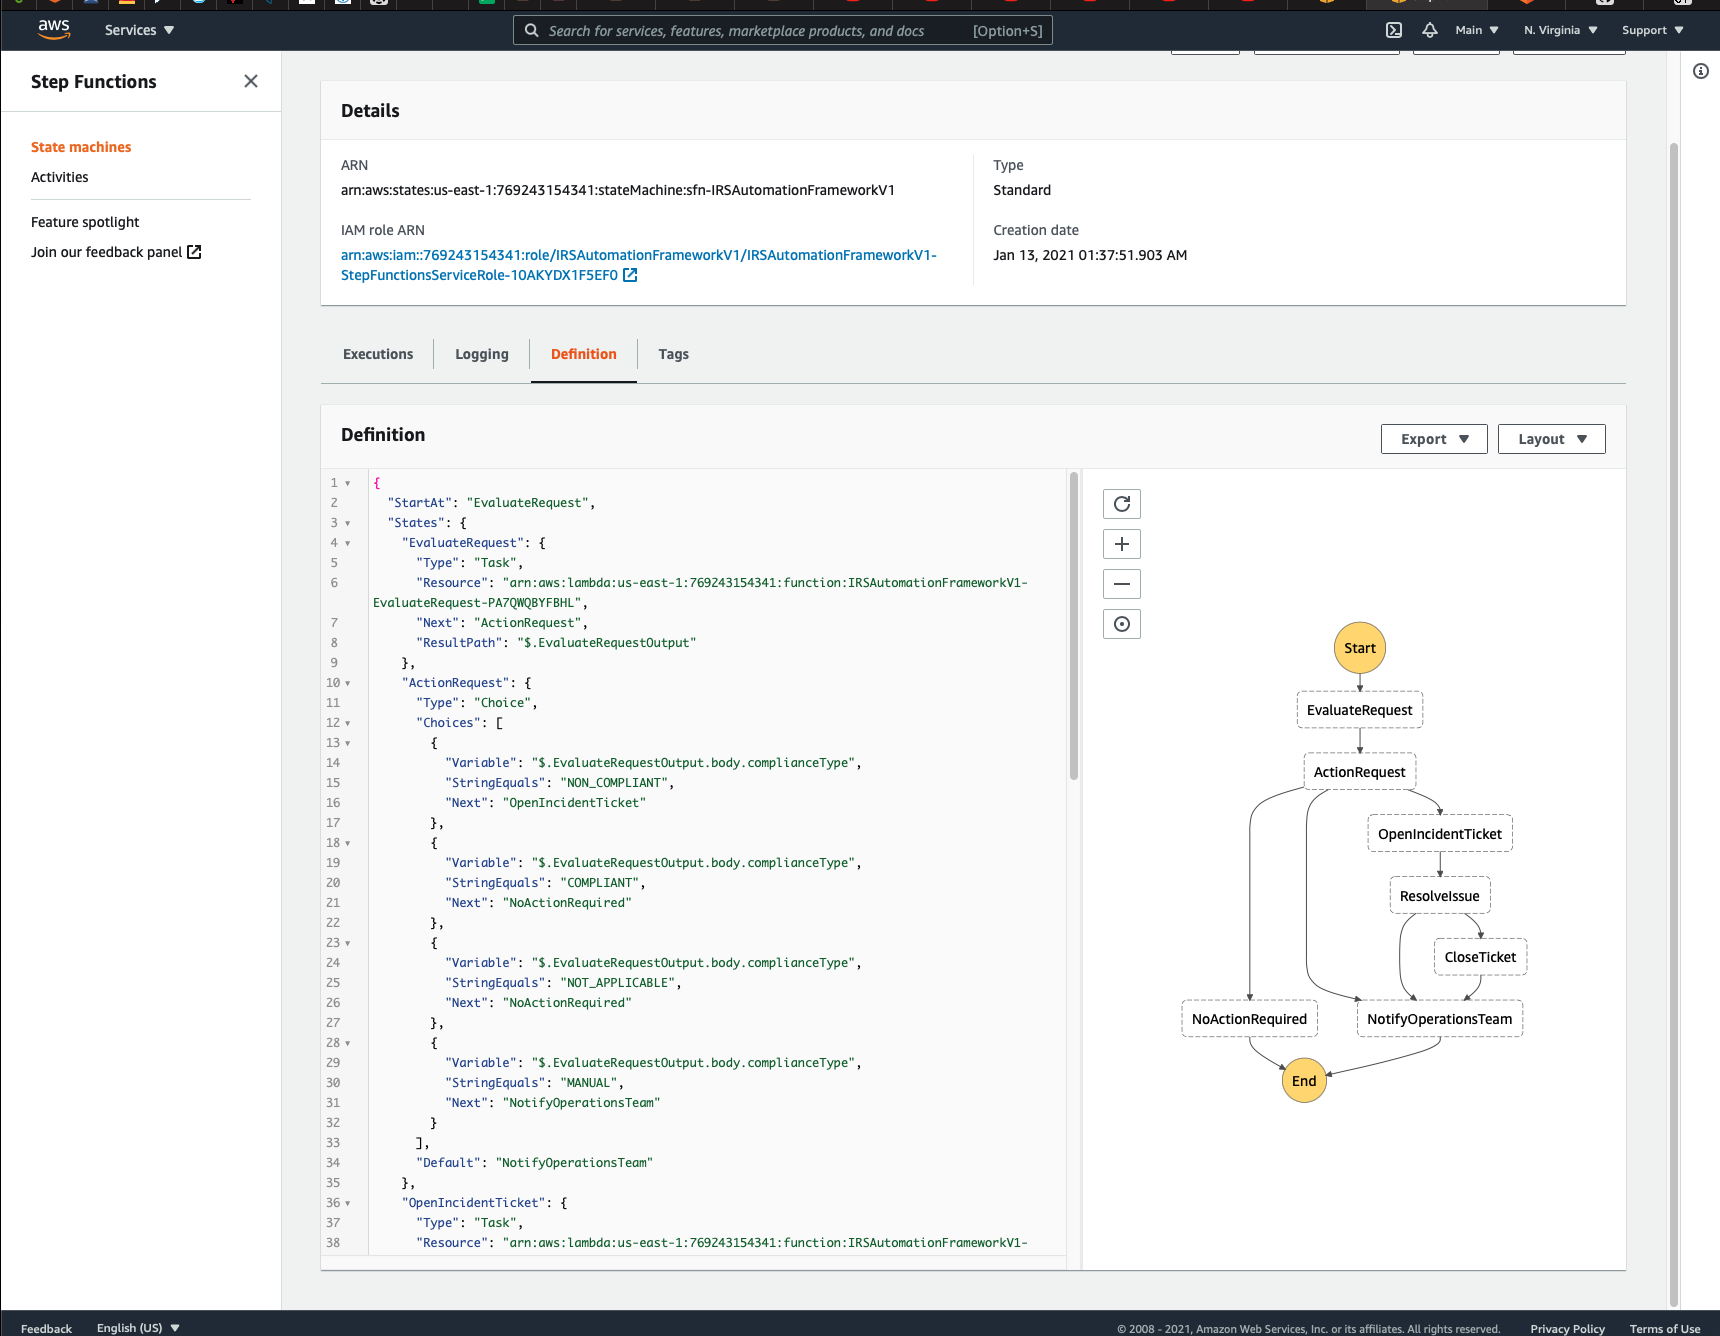 aws
Services
Search for services, features, marketplace products, and docs
[Option+S]
Main
N. Virginia
Support
Step Functions
State machines
Activities
Feature spotlight
Join our feedback panel
Details
ARN
arn:aws:states:us-east-1:769243154341:stateMachine:sfn-IRSAutomationFrameworkV1
IAM role ARN
arn:aws:iam::769243154341:role/IRSAutomationFrameworkV1/IRSAutomationFrameworkV1-
StepFunctionsServiceRole-10AKYDX1F5EF0
Type
Standard
Creation date
Jan 13, 2021 01:37:51.903 AM
Executions
Logging
Definition
Tags
Definition
Export
Layout
1 {
2 "StartAt": "EvaluateRequest",
3 "States": {
4 "EvaluateRequest": {
5 "Type": "Task",
6 "Resource": "arn:aws:lambda:us-east-1:769243154341:function:IRSAutomationFrameworkV1-
EvaluateRequest-PA7QWQBYFBHL",
7 "Next": "ActionRequest",
8 "ResultPath": "$.EvaluateRequestOutput"
9 },
10 "ActionRequest": {
11 "Type": "Choice",
12 "Choices": [
13 {
14 "Variable": "$.EvaluateRequestOutput.body.complianceType",
15 "StringEquals": "NON_COMPLIANT",
16 "Next": "OpenIncidentTicket"
17 },
18 {
19 "Variable": "$.EvaluateRequestOutput.body.complianceType",
20 "StringEquals": "COMPLIANT",
21 "Next": "NoActionRequired"
22 },
23 {
24 "Variable": "$.EvaluateRequestOutput.body.complianceType",
25 "StringEquals": "NOT_APPLICABLE",
26 "Next": "NoActionRequired"
27 },
28 {
29 "Variable": "$.EvaluateRequestOutput.body.complianceType",
30 "StringEquals": "MANUAL",
31 "Next": "NotifyOperationsTeam"
32 }
33 ],
34 "Default": "NotifyOperationsTeam"
35 },
36 "OpenIncidentTicket": {
37 "Type": "Task",
38 "Resource": "arn:aws:lambda:us-east-1:769243154341:function:IRSAutomationFrameworkV1-
Start
EvaluateRequest
ActionRequest
OpenIncidentTicket
ResolveIssue
CloseTicket
NoActionRequired
NotifyOperationsTeam
End
Feedback
English (US)
© 2008 - 2021, Amazon Web Services, Inc. or its affiliates. All rights reserved.
Privacy Policy
Terms of Use